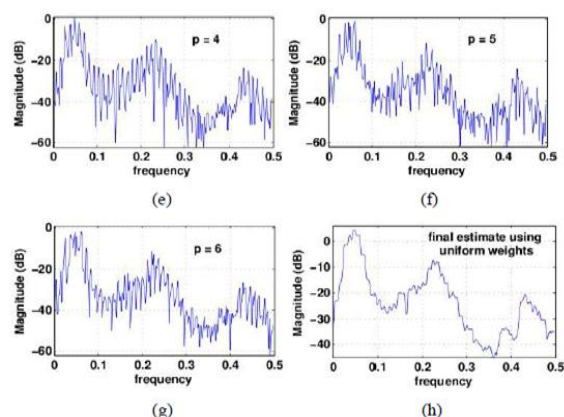 0
−20
−40
−60
Magnitude (dB)
p = 4
0 0.1 0.2 0.3 0.4 0.5
frequency
(e)
0
−20
−40
−60
Magnitude (dB)
p = 5
0 0.1 0.2 0.3 0.4 0.5
frequency
(f)
0
−20
−40
−60
Magnitude (dB)
p = 6
0 0.1 0.2 0.3 0.4 0.5
frequency
(g)
0
−10
−20
−30
−40
Magnitude (dB)
final estimate using
uniform weights
0 0.1 0.2 0.3 0.4 0.5
frequency
(h)